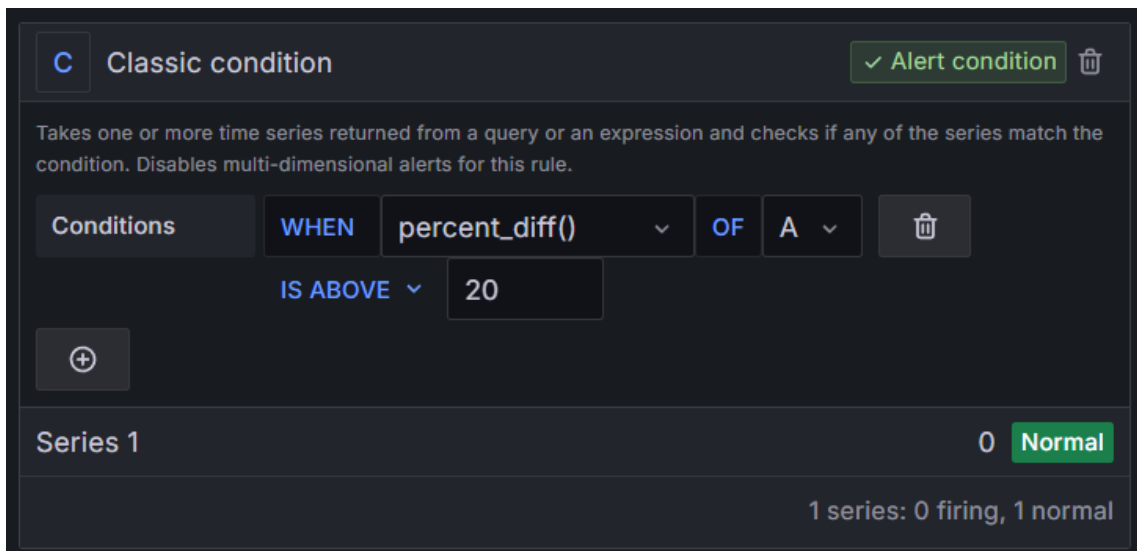 C Classic condition Alert condition
Takes one or more time series returned from a query or an expression and checks if any of the series match the
condition. Disables multi-dimensional alerts for this rule.
Conditions WHEN percent_diff() OF A
IS ABOVE 20
Series 1 0 Normal
1 series: 0 firing, 1 normal